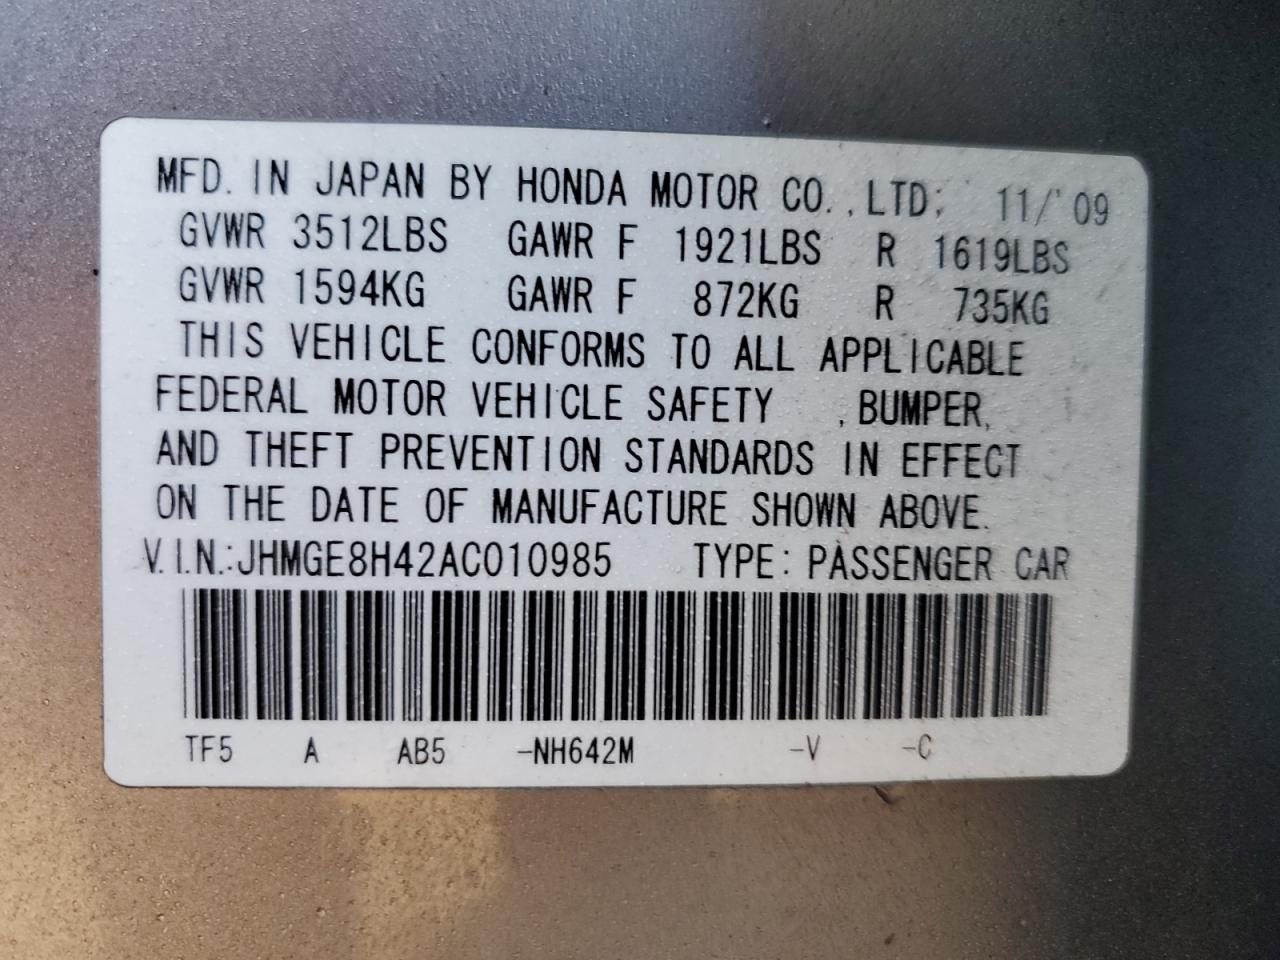 MFD. IN JAPAN BY HONDA MOTOR CO.,LTD; 11/'09
GVWR 3512LBS GAWR F 1921LBS R 1619LBS
GVWR 1594KG GAWR F 872KG R 735KG
THIS VEHICLE CONFORMS TO ALL APPLICABLE
FEDERAL MOTOR VEHICLE SAFETY ,BUMPER,
AND THEFT PREVENTION STANDARDS IN EFFECT
ON THE DATE OF MANUFACTURE SHOWN ABOVE.
V.I.N.:JHMGE8H42AC010985 TYPE: PASSENGER CAR
TF5 A AB5 -NH642M -V -C